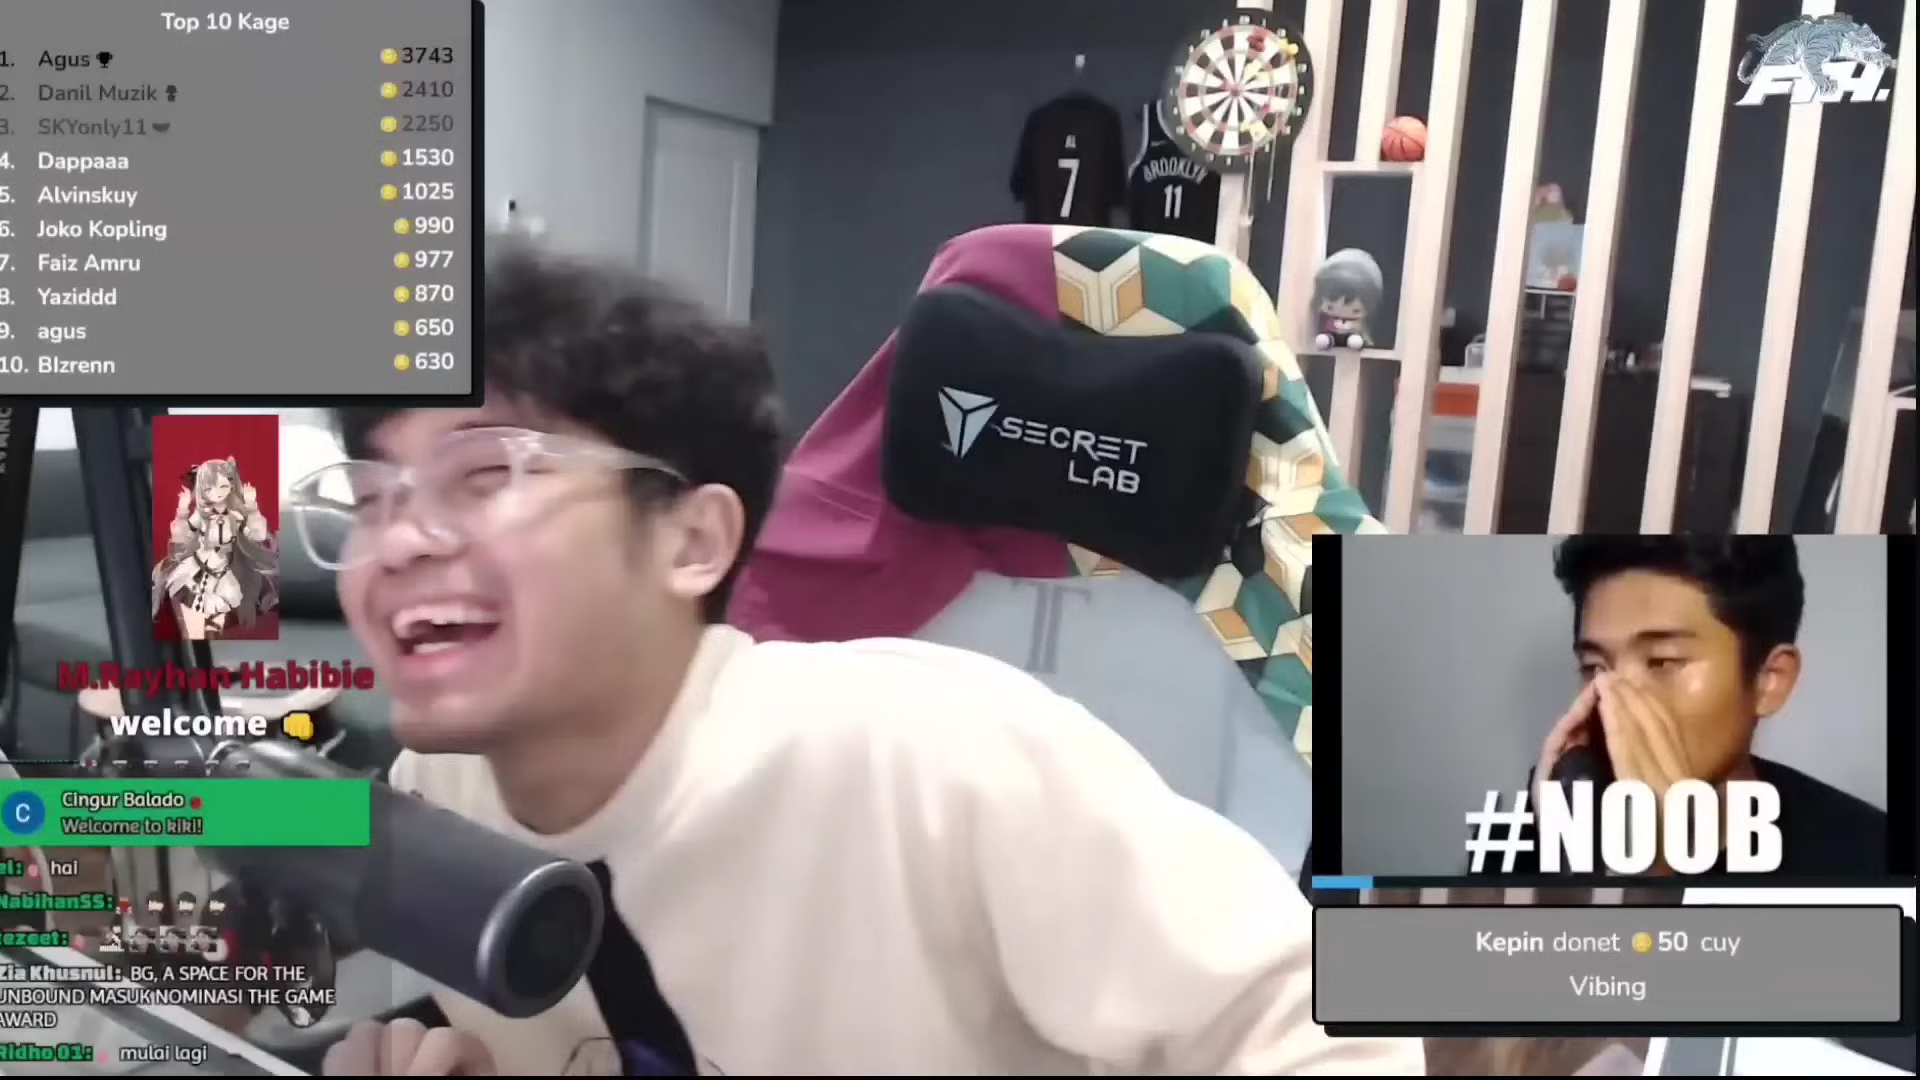 Top 10 Kage
1. Agus 3743
2. Danil Muzik 2410
3. SKYonly11 2250
4. Dappaaa 1530
5. Alvinskuy 1025
6. Joko Kopling 990
7. Faiz Amru 977
8. Yaziddd 870
9. agus 650
10. Blzrenn 630
AL
7
BROOKLYN
11
A.H.
SECRET
LAB
M.Rayhan Habibie
welcome 👊
C
Cingur Balado
Welcome to kiki!
el: hai
NabihanSS:
Zia Khusnul: BG, A SPACE FOR THE
UNBOUND MASUK NOMINASI THE GAME
AWARD
Ridho 01: mulai lagi
#NOOB
Kepin donet 50 cuy
Vibing